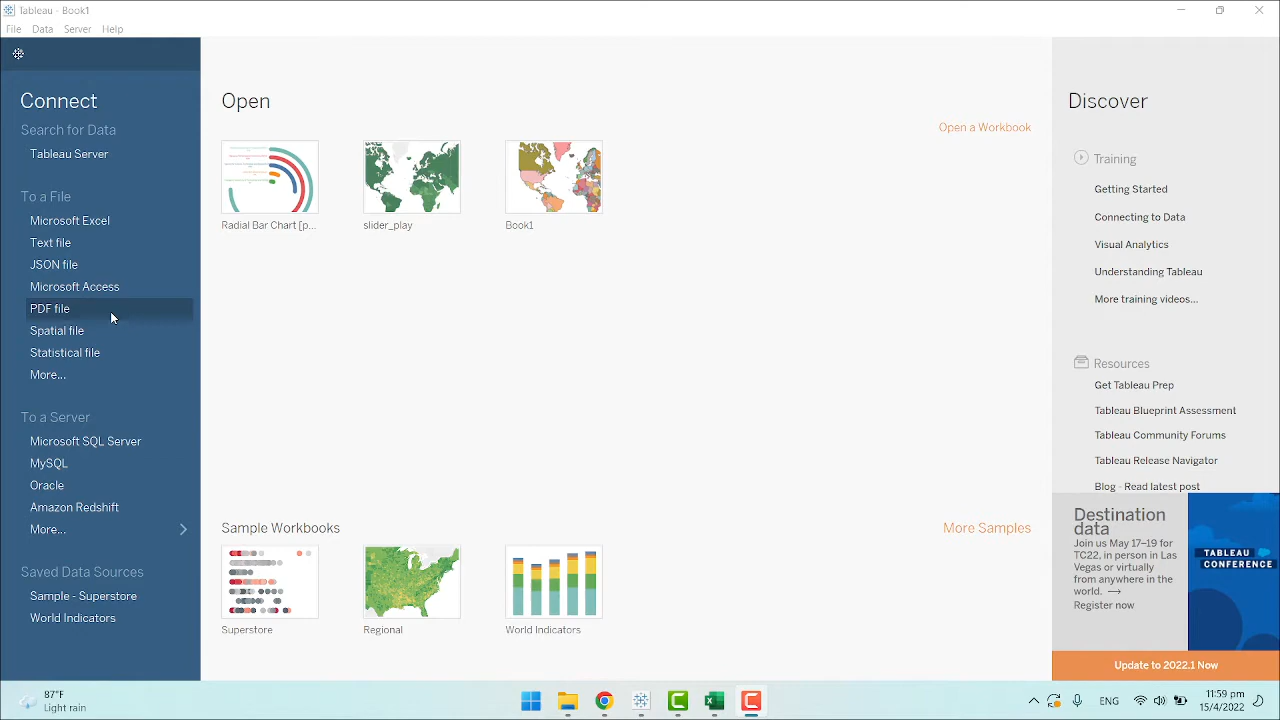 Tableau - Book1
File Data Server Help
Connect
Search for Data
Tableau Server
To a File
Microsoft Excel
Text file
JSON file
Microsoft Access
PDF file
Spatial file
Statistical file
More...
To a Server
Microsoft SQL Server
MySQL
Oracle
Amazon Redshift
More...
Saved Data Sources
Sample - Superstore
World Indicators
Open
Open a Workbook
Radial Bar Chart [p...
slider_play
Book1
Sample Workbooks
More Samples
Superstore
Regional
World Indicators
Discover
Training
Getting Started
Connecting to Data
Visual Analytics
Understanding Tableau
More training videos...
Resources
Get Tableau Prep
Tableau Blueprint Assessment
Tableau Community Forums
Tableau Release Navigator
Blog - Read latest post
Destination
data
Join us May 17–19 for
TC22, in person in Las
Vegas or virtually
from anywhere in the
world. →
Register now
TABLEAU
CONFERENCE
Update to 2022.1 Now
87°F
Light rain
ENG
11:59 pm
15/4/2022